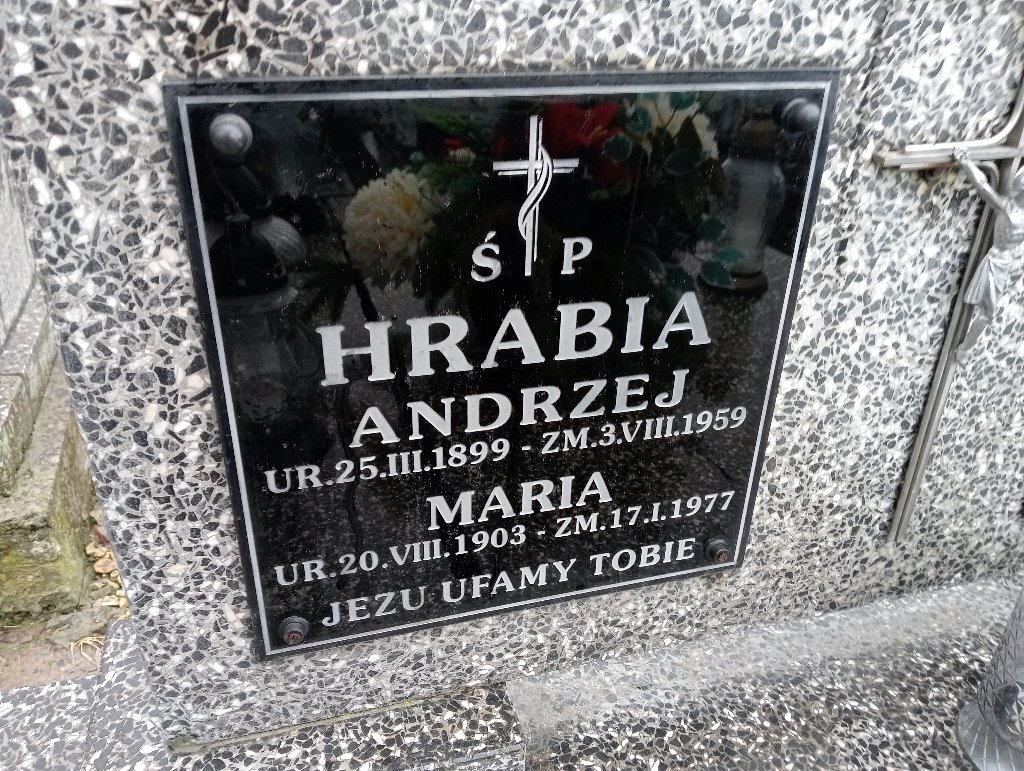 Ś P
HRABIA
ANDRZEJ
UR.25.III.1899 - ZM.3.VIII.1959
MARIA
UR.20.VIII.1903 - ZM.17.I.1977
JEZU UFAMY TOBIE